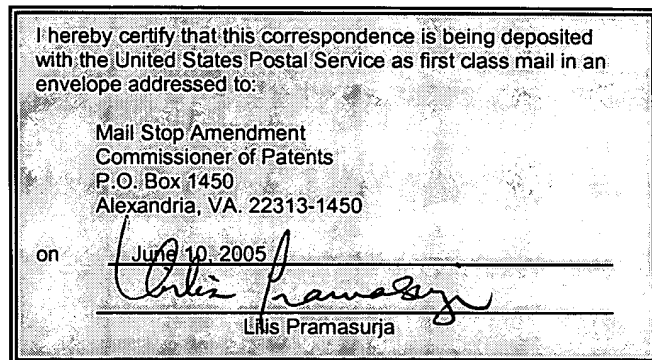 I hereby certify that this correspondence is being deposited
with the United States Postal Service as first class mail in an
envelope addressed to:
Mail Stop Amendment
Commissioner of Patents
P.O. Box 1450
Alexandria, VA. 22313-1450
on June 10, 2005
Lilis Pramasurja
Lilis Pramasurja